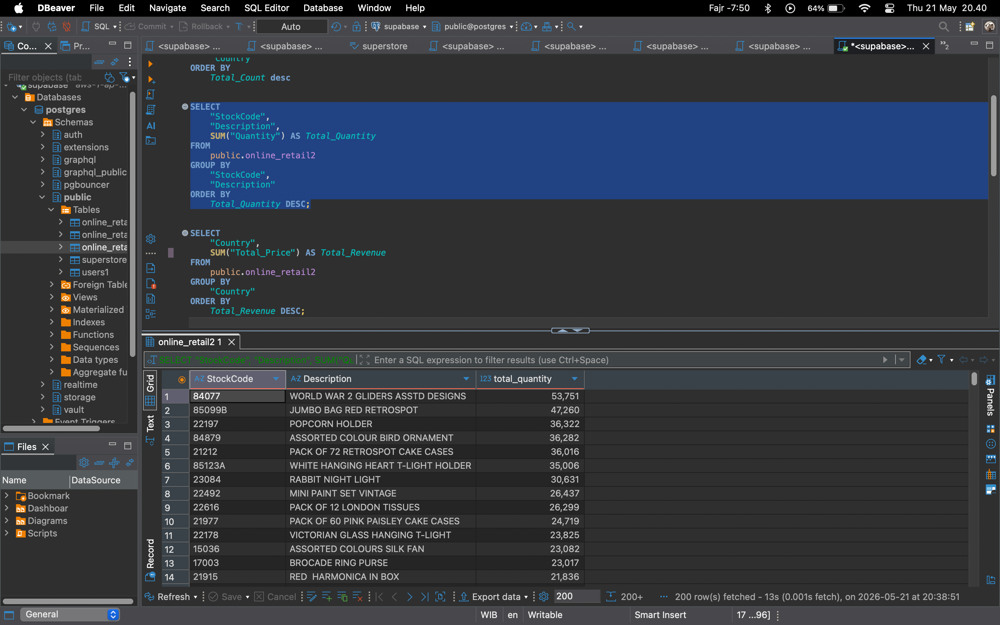 DBeaver File Edit Navigate Search SQL Editor Database Window Help Fajr -7:50 64% Thu 21 May 20.40
SQL Commit Rollback Auto supabase public@postgres
Co... Pr... <supabase> ... <supabase> ... superstore <supabase> ... <supabase> ... <supabase> ... <supabase> ... *<supabase>... »2
Filter objects (tab
supabase aws-1-ap-...
Databases
postgres
Schemas
auth
extensions
graphql
graphql_public
pgbouncer
public
Tables
online_reta
online_reta
online_reta
superstore
users1
Foreign Table
Views
Materialized
Indexes
Functions
Sequences
Data types
Aggregate fu
realtime
storage
vault
Event Triggers
Files
Name DataSource
Bookmark
Dashboar
Diagrams
Scripts
General
AI
"Country"
ORDER BY
Total_Count desc
SELECT
"StockCode",
"Description",
SUM("Quantity") AS Total_Quantity
FROM
public.online_retail2
GROUP BY
"StockCode",
"Description"
ORDER BY
Total_Quantity DESC;
SELECT
"Country",
SUM("Total_Price") AS Total_Revenue
FROM
public.online_retail2
GROUP BY
"Country"
ORDER BY
Total_Revenue DESC;
online_retail2 1
SELECT "StockCode", "Description", SUM("Qu Enter a SQL expression to filter results (use Ctrl+Space)
Grid
Text
Record
A-Z StockCode A-Z Description 123 total_quantity
1 84077 WORLD WAR 2 GLIDERS ASSTD DESIGNS 53,751
2 85099B JUMBO BAG RED RETROSPOT 47,260
3 22197 POPCORN HOLDER 36,322
4 84879 ASSORTED COLOUR BIRD ORNAMENT 36,282
5 21212 PACK OF 72 RETROSPOT CAKE CASES 36,016
6 85123A WHITE HANGING HEART T-LIGHT HOLDER 35,006
7 23084 RABBIT NIGHT LIGHT 30,631
8 22492 MINI PAINT SET VINTAGE 26,437
9 22616 PACK OF 12 LONDON TISSUES 26,299
10 21977 PACK OF 60 PINK PAISLEY CAKE CASES 24,719
11 22178 VICTORIAN GLASS HANGING T-LIGHT 23,825
12 15036 ASSORTED COLOURS SILK FAN 23,082
13 17003 BROCADE RING PURSE 23,017
14 21915 RED  HARMONICA IN BOX 21,836
Panels
Refresh Save Cancel Export data 200 200+ ... 200 row(s) fetched - 13s (0.001s fetch), on 2026-05-21 at 20:38:51
WIB en Writable Smart Insert 17 ...96]